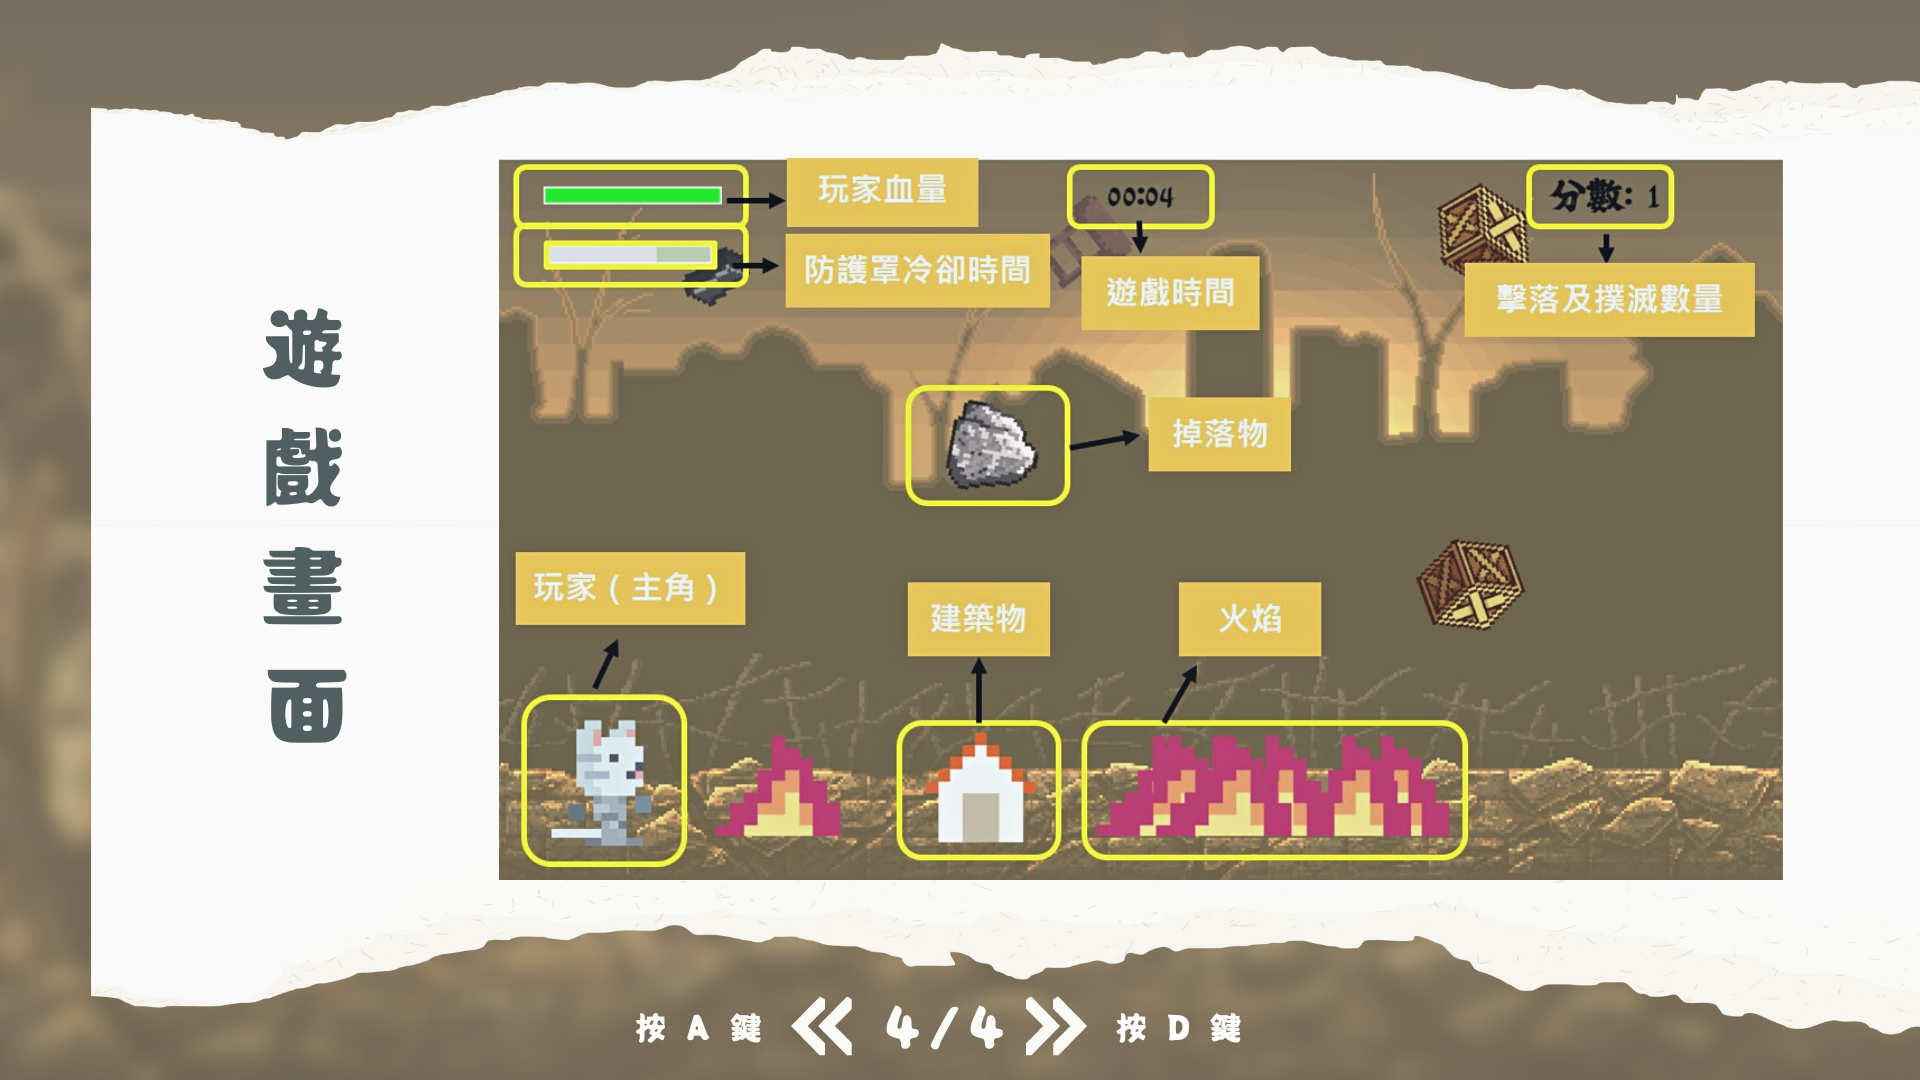 遊戲畫面
玩家血量
00:04
分數: 1
防護罩冷卻時間
遊戲時間
擊落及撲滅數量
掉落物
玩家(主角)
建築物
火焰
按 A 鍵 4/4 按 D 鍵